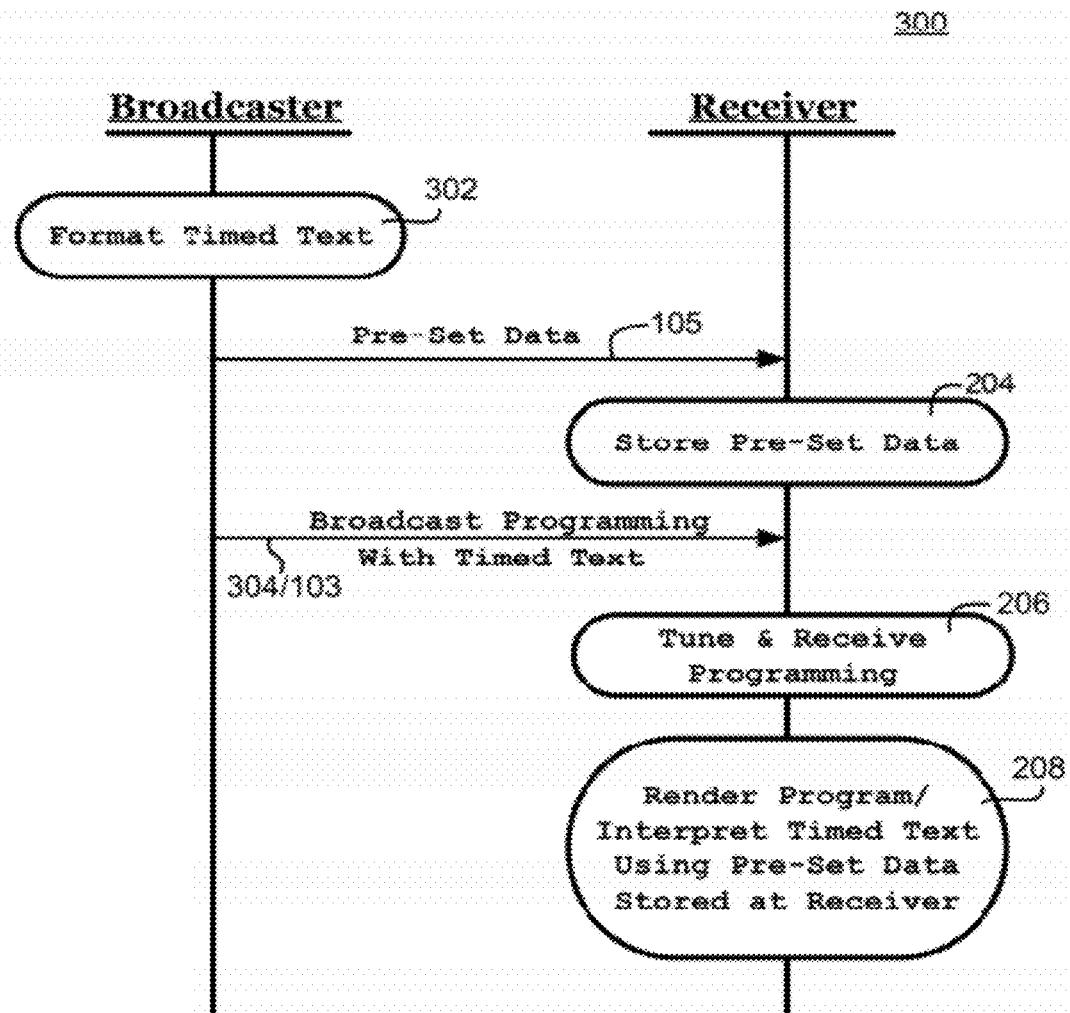 300
Broadcaster
Receiver
302
Format Timed Text
Pre-Set Data
105
204
Store Pre-Set Data
Broadcast Programming
With Timed Text
304/103
206
Tune & Receive
Programming
208
Render Program/
Interpret Timed Text
Using Pre-Set Data
Stored at Receiver